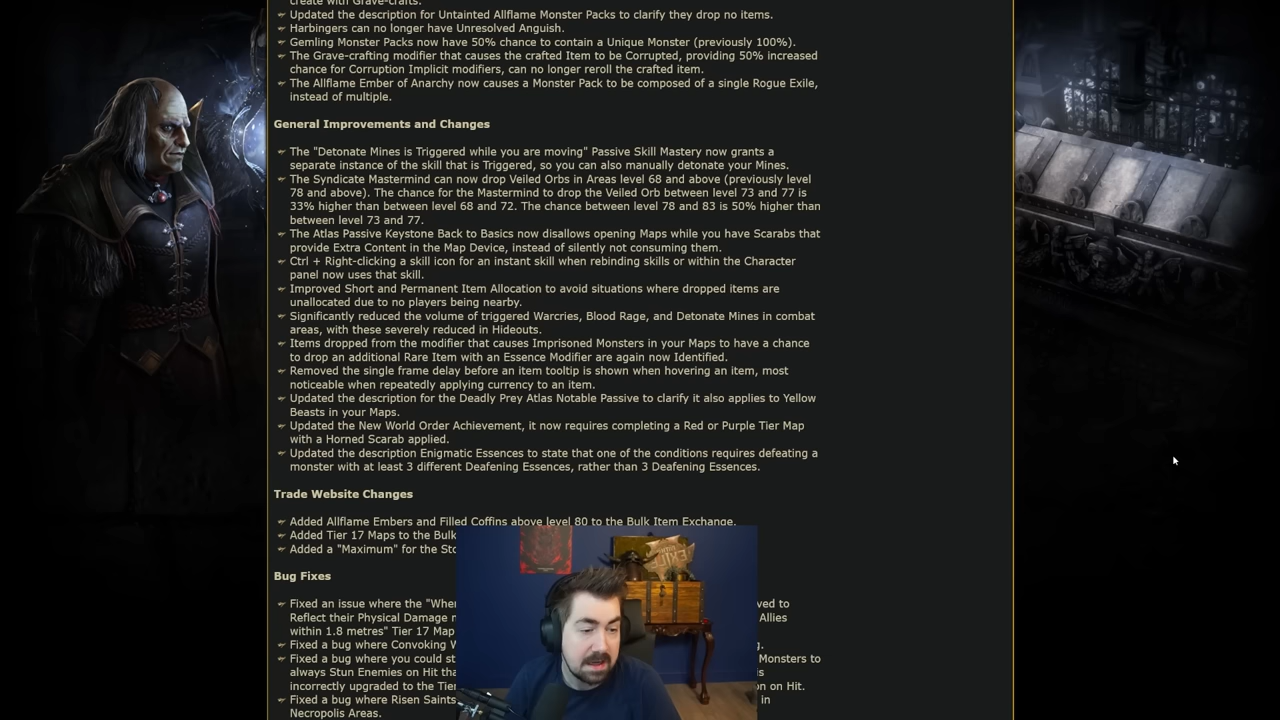 create with Grave-crafts.
Updated the description for Untainted Allflame Monster Packs to clarify they drop no items.
Harbingers can no longer have Unresolved Anguish.
Gemling Monster Packs now have 50% chance to contain a Unique Monster (previously 100%).
The Grave-crafting modifier that causes the crafted Item to be Corrupted, providing 50% increased
chance for Corruption Implicit modifiers, can no longer reroll the crafted item.
The Allflame Ember of Anarchy now causes a Monster Pack to be composed of a single Rogue Exile,
instead of multiple.
General Improvements and Changes
The "Detonate Mines is Triggered while you are moving" Passive Skill Mastery now grants a
separate instance of the skill that is Triggered, so you can also manually detonate your Mines.
The Syndicate Mastermind can now drop Veiled Orbs in Areas level 68 and above (previously level
78 and above). The chance for the Mastermind to drop the Veiled Orb between level 73 and 77 is
33% higher than between level 68 and 72. The chance between level 78 and 83 is 50% higher than
between level 73 and 77.
The Atlas Passive Keystone Back to Basics now disallows opening Maps while you have Scarabs that
provide Extra Content in the Map Device, instead of silently not consuming them.
Ctrl + Right-clicking a skill icon for an instant skill when rebinding skills or within the Character
panel now uses that skill.
Improved Short and Permanent Item Allocation to avoid situations where dropped items are
unallocated due to no players being nearby.
Significantly reduced the volume of triggered Warcries, Blood Rage, and Detonate Mines in combat
areas, with these severely reduced in Hideouts.
Items dropped from the modifier that causes Imprisoned Monsters in your Maps to have a chance
to drop an additional Rare Item with an Essence Modifier are again now Identified.
Removed the single frame delay before an item tooltip is shown when hovering an item, most
noticeable when repeatedly applying currency to an item.
Updated the description for the Deadly Prey Atlas Notable Passive to clarify it also applies to Yellow
Beasts in your Maps.
Updated the New World Order Achievement, it now requires completing a Red or Purple Tier Map
with a Horned Scarab applied.
Updated the description Enigmatic Essences to state that one of the conditions requires defeating a
monster with at least 3 different Deafening Essences, rather than 3 Deafening Essences.
Trade Website Changes
Added Allflame Embers and Filled Coffins above level 80 to the Bulk Item Exchange.
Added Tier 17 Maps to the Bulk
Added a "Maximum" for the
Bug Fixes
Fixed an issue where the to
Reflect their Physical Damage Allies
within 1.8 metres" Tier 17 Map
Fixed a bug where Convoking
Fixed a bug where you could Monsters to
always Stun Enemies on Hit is
incorrectly upgraded to the on Hit.
Fixed a bug where Risen Saints in
Necropolis Areas.